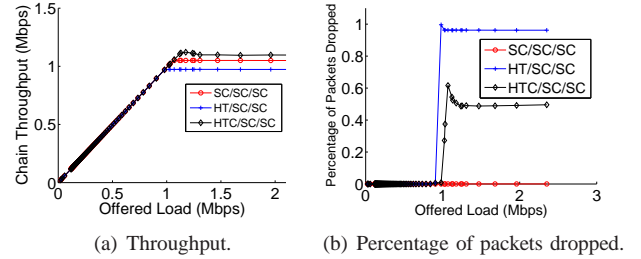 Chain Throughput (Mbps)
1.5
1
0.5
0
0
0.5
1
1.5
2
Offered Load (Mbps)
SC/SC/SC
HT/SC/SC
HTC/SC/SC
(a) Throughput.
Percentage of Packets Dropped
1
0.8
0.6
0.4
0.2
0
0
1
2
3
Offered Load (Mbps)
SC/SC/SC
HT/SC/SC
HTC/SC/SC
(b) Percentage of packets dropped.